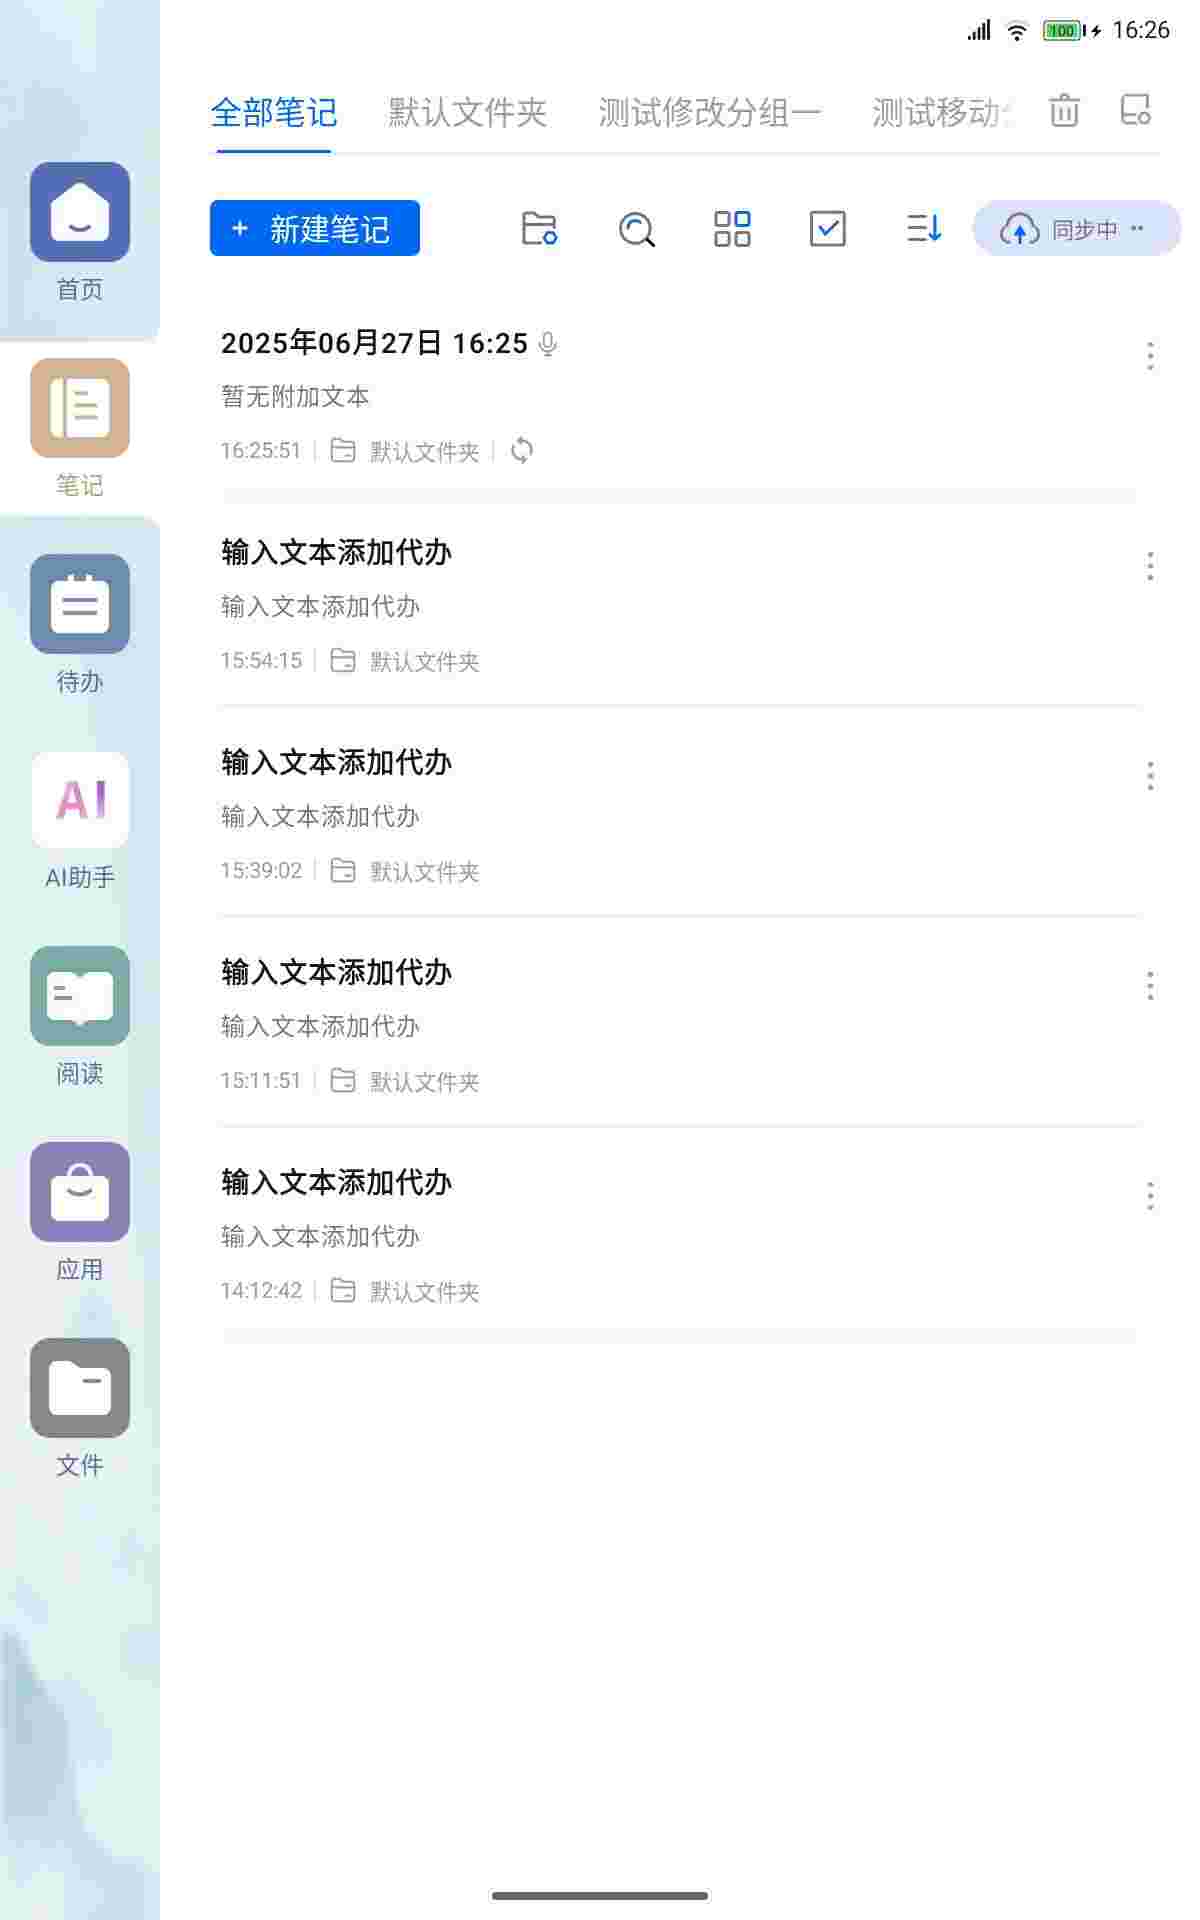 100 16:26
全部笔记 默认文件夹 测试修改分组一 测试移动
+ 新建笔记 同步中 ··
首页
笔记
待办
AI
AI助手
阅读
应用
文件
2025年06月27日 16:25
暂无附加文本
16:25:51 默认文件夹
输入文本添加代办
输入文本添加代办
15:54:15 默认文件夹
输入文本添加代办
输入文本添加代办
15:39:02 默认文件夹
输入文本添加代办
输入文本添加代办
15:11:51 默认文件夹
输入文本添加代办
输入文本添加代办
14:12:42 默认文件夹